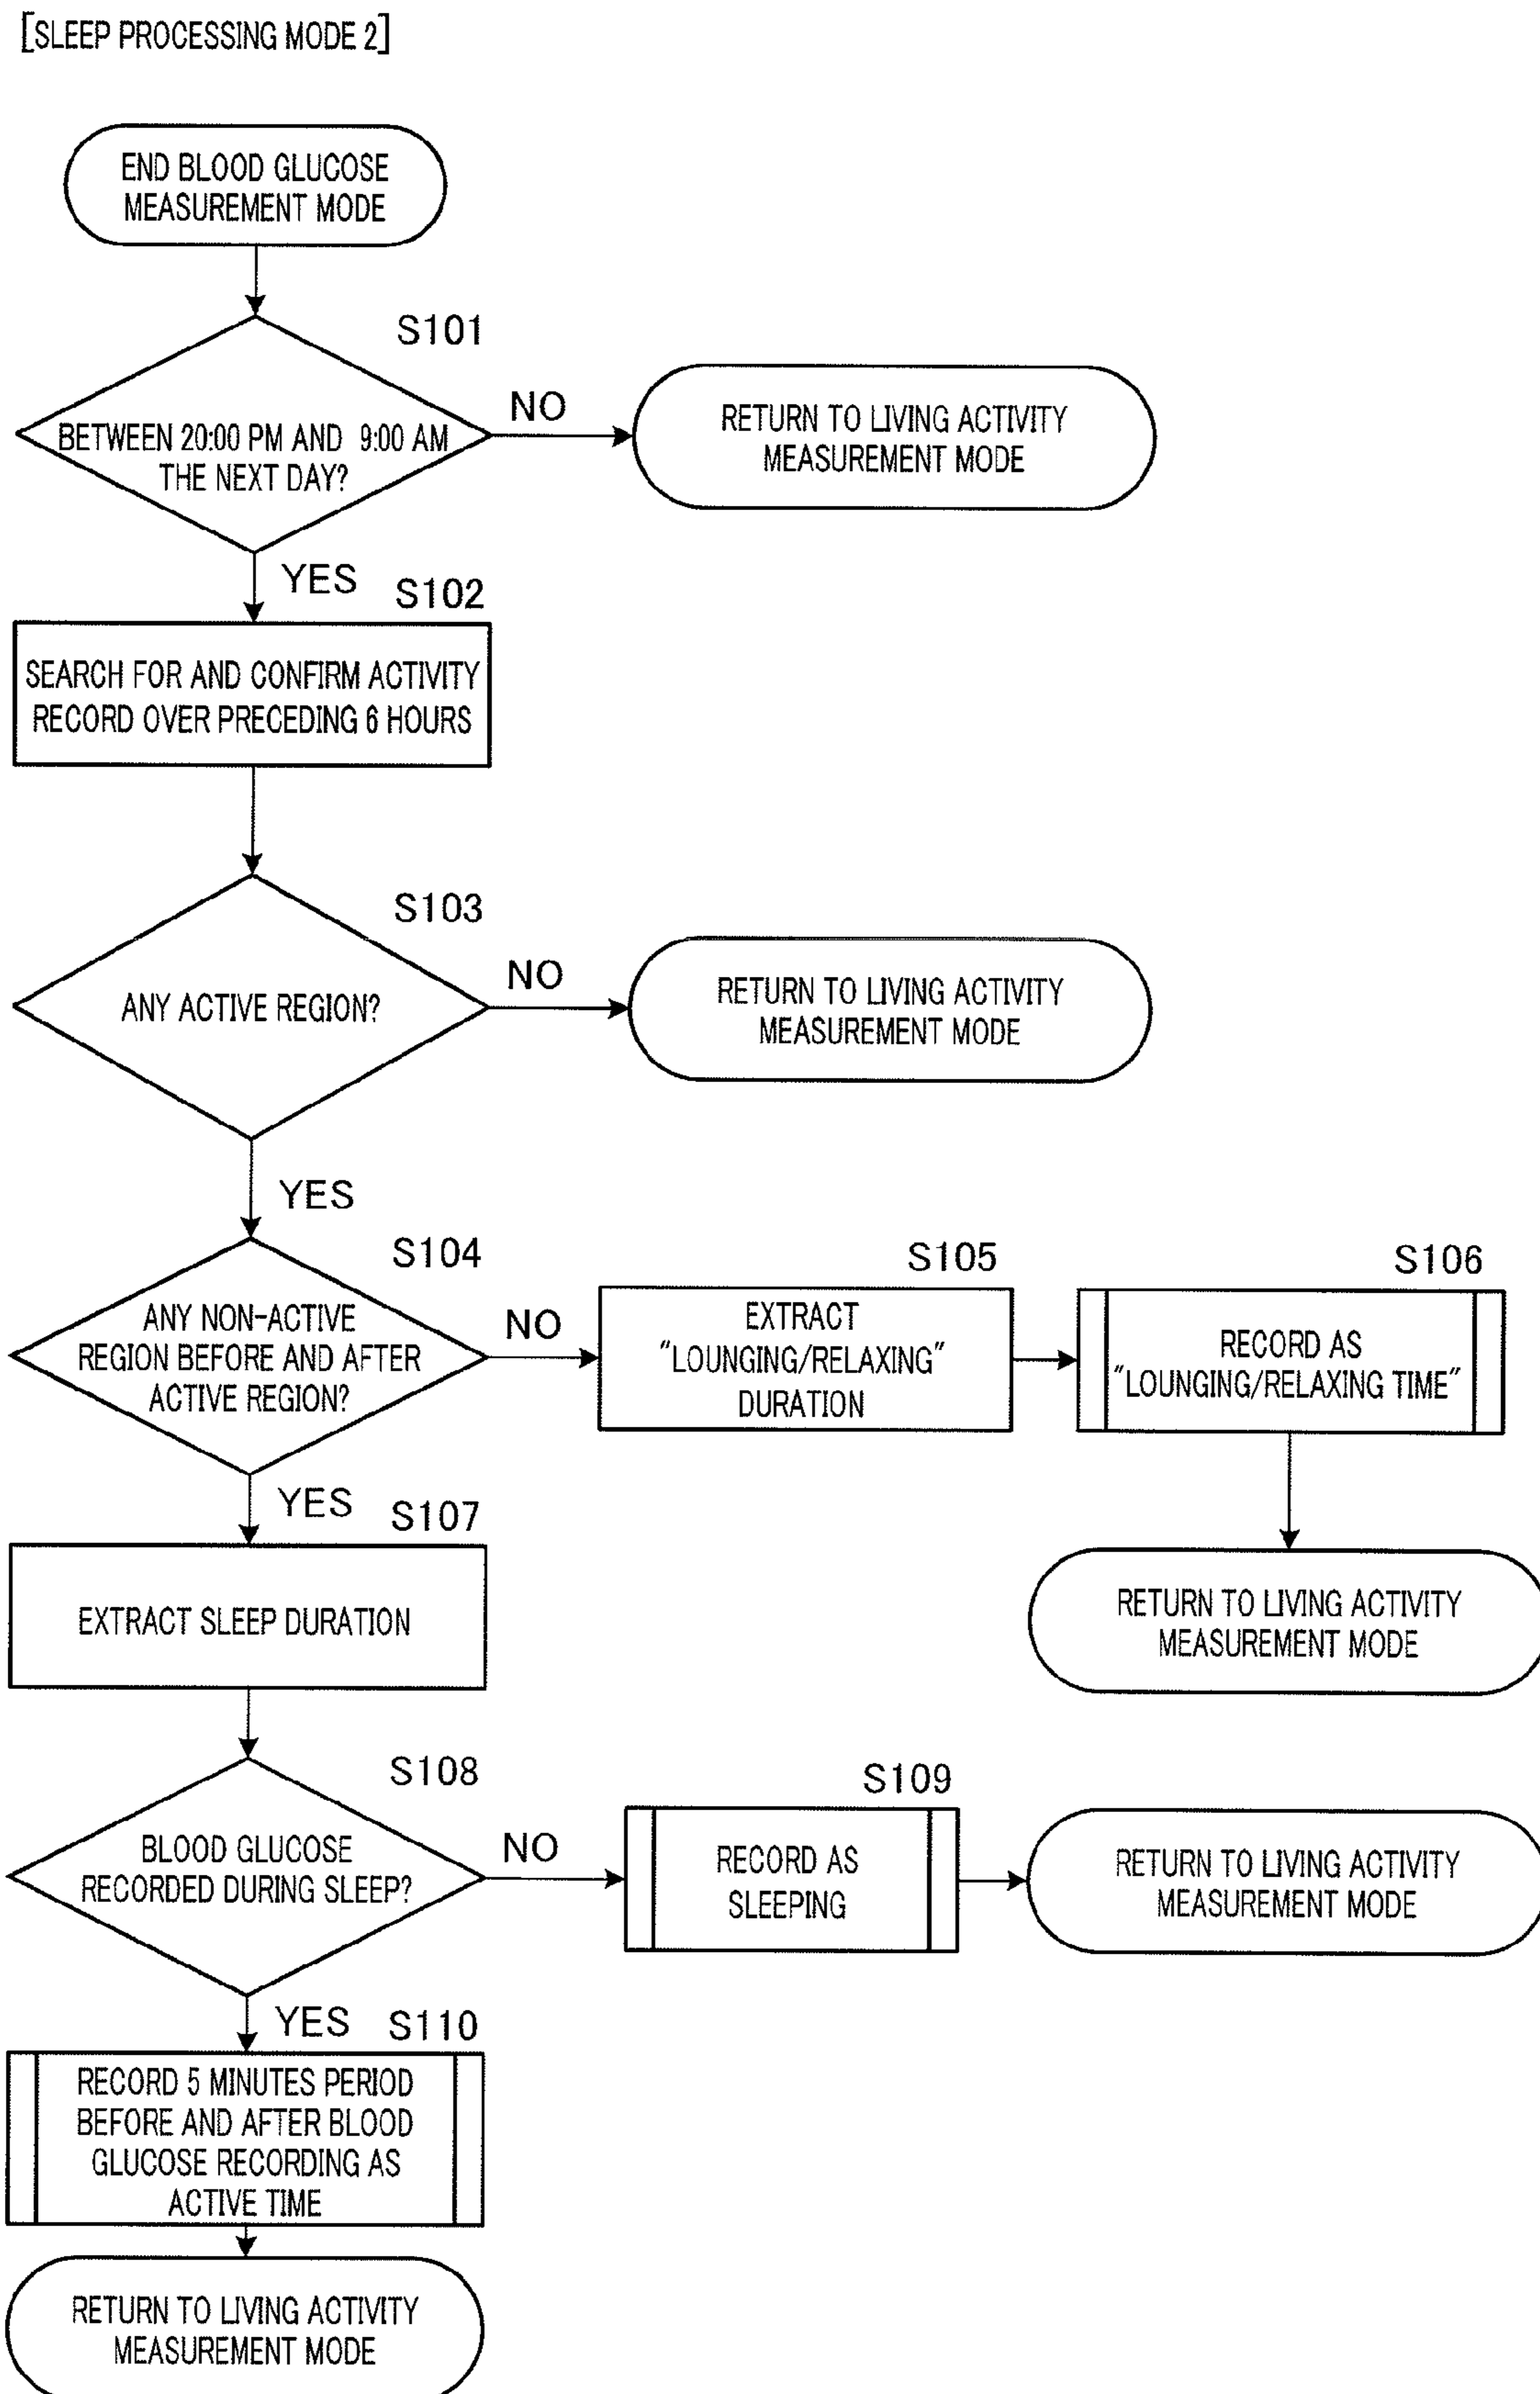 [SLEEP PROCESSING MODE 2]
END BLOOD GLUCOSE
MEASUREMENT MODE
S101
BETWEEN 20:00 PM AND 9:00 AM
THE NEXT DAY?
NO
RETURN TO LIVING ACTIVITY
MEASUREMENT MODE
YES
S102
SEARCH FOR AND CONFIRM ACTIVITY
RECORD OVER PRECEDING 6 HOURS
S103
ANY ACTIVE REGION?
NO
RETURN TO LIVING ACTIVITY
MEASUREMENT MODE
YES
S104
ANY NON-ACTIVE
REGION BEFORE AND AFTER
ACTIVE REGION?
NO
S105
EXTRACT
"LOUNGING/RELAXING"
DURATION
S106
RECORD AS
"LOUNGING/RELAXING TIME"
RETURN TO LIVING ACTIVITY
MEASUREMENT MODE
YES
S107
EXTRACT SLEEP DURATION
S108
BLOOD GLUCOSE
RECORDED DURING SLEEP?
NO
S109
RECORD AS
SLEEPING
RETURN TO LIVING ACTIVITY
MEASUREMENT MODE
YES
S110
RECORD 5 MINUTES PERIOD
BEFORE AND AFTER BLOOD
GLUCOSE RECORDING AS
ACTIVE TIME
RETURN TO LIVING ACTIVITY
MEASUREMENT MODE